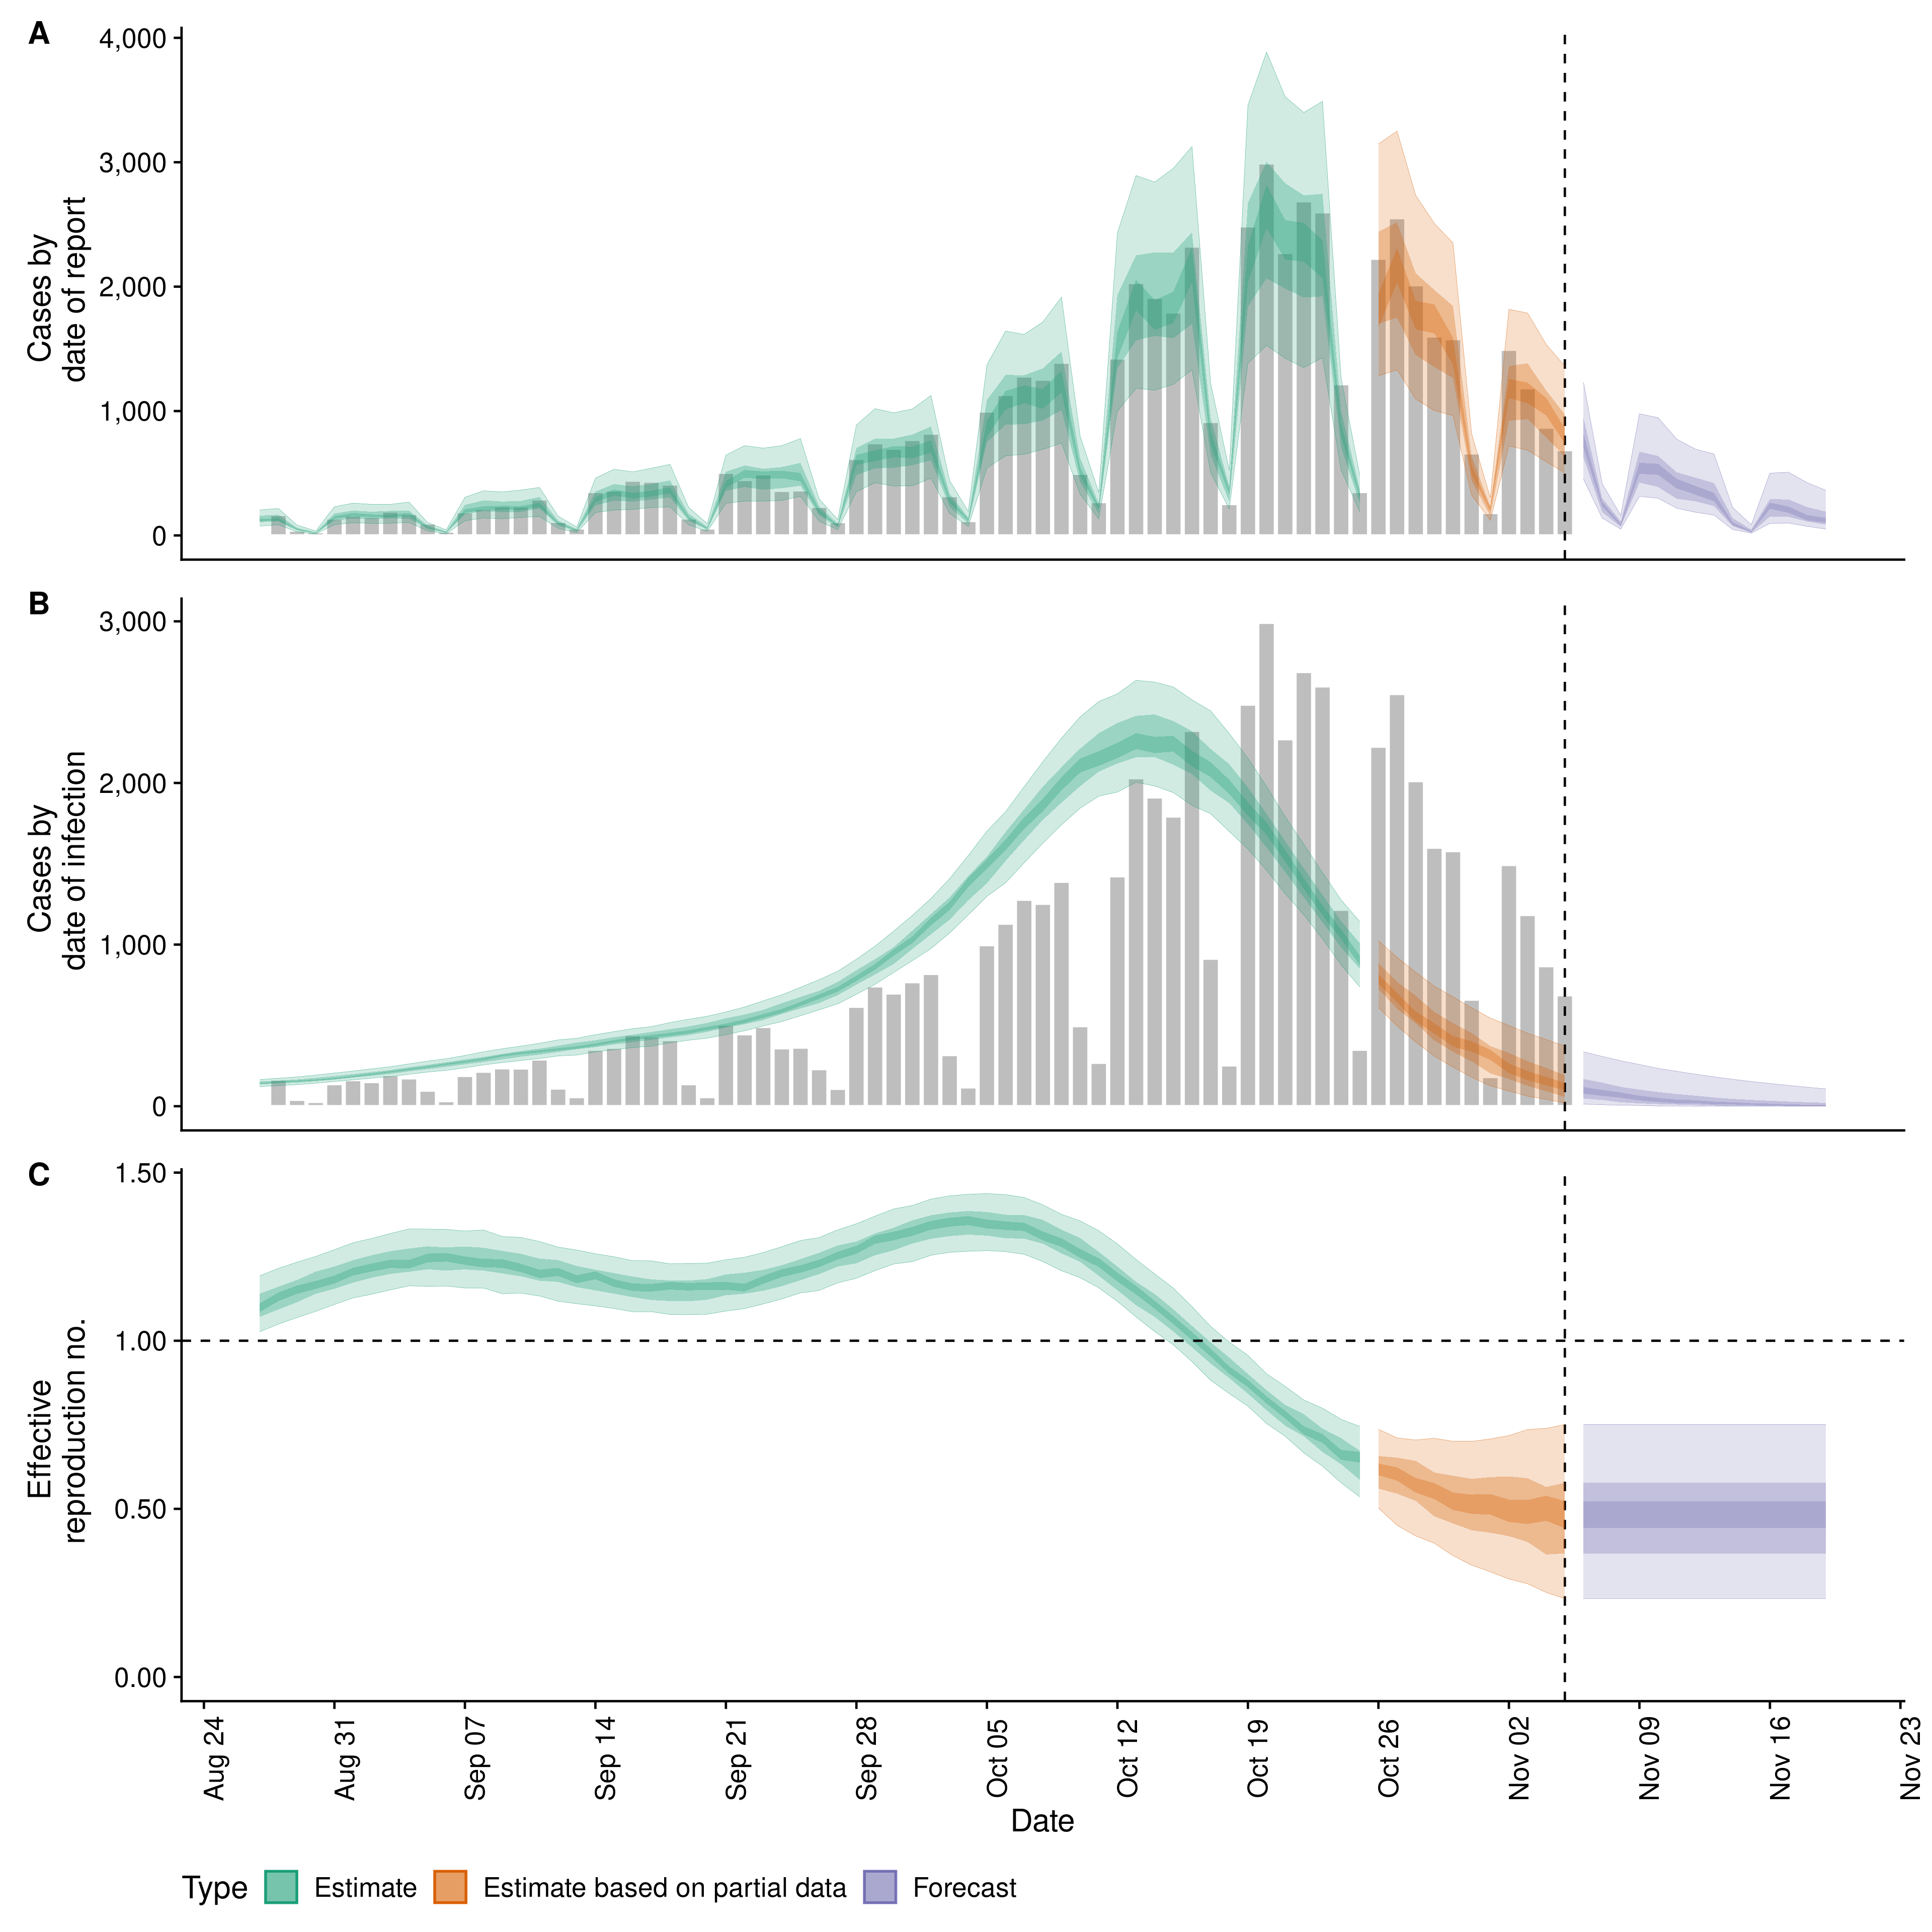 A
4,000
3,000
2,000
1,000
0
Cases by
date of report
B
3,000
2,000
1,000
0
Cases by
date of infection
C
1.50
1.00
0.50
0.00
Effective
reproduction no.
Aug 24
Aug 31
Sep 07
Sep 14
Sep 21
Sep 28
Oct 05
Oct 12
Oct 19
Oct 26
Nov 02
Nov 09
Nov 16
Nov 23
Date
Type Estimate Estimate based on partial data Forecast